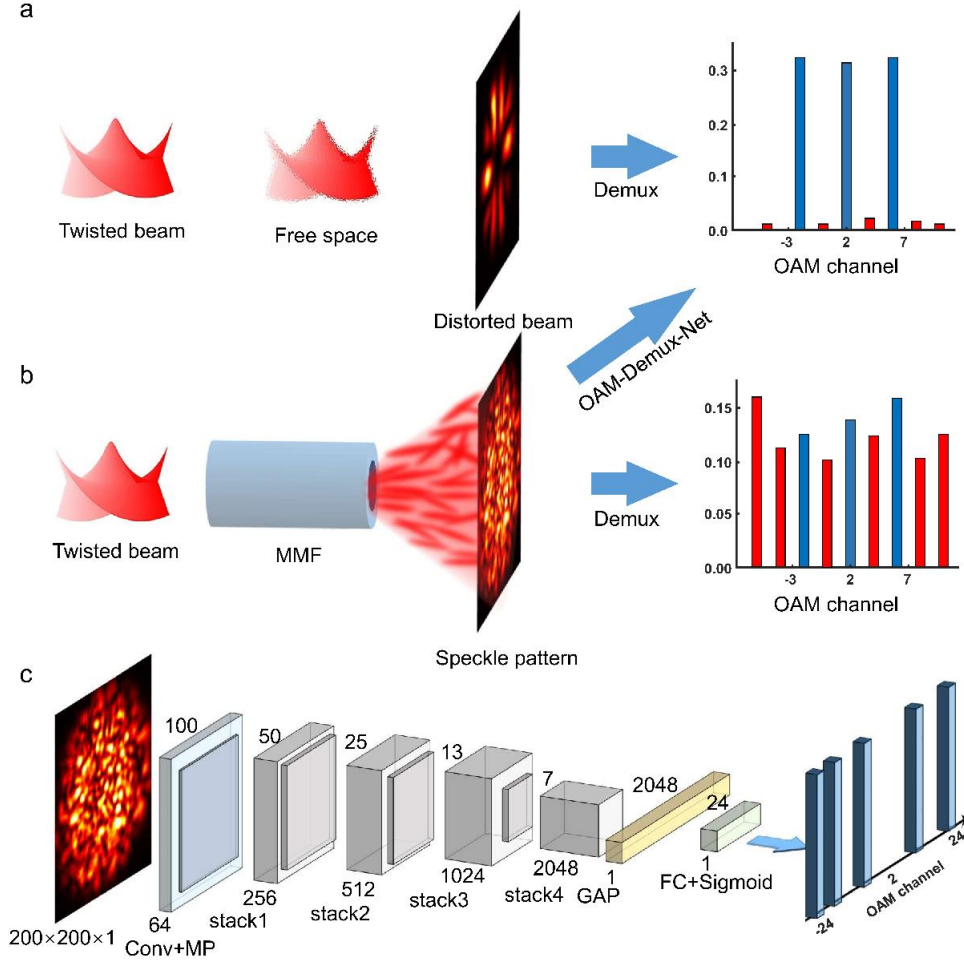 a
0.3
0.2
0.1
0.0
-3 2 7
OAM channel
Twisted beam
Free space
Distorted beam
Demux
OAM-Demux-Net
b
0.15
0.10
0.05
0.00
-3 2 7
OAM channel
Twisted beam
MMF
Speckle pattern
Demux
c
200×200×1
100
64
Conv+MP
50
256
stack1
25
512
stack2
13
1024
stack3
7
2048
stack4
2048
1
GAP
24
1
FC+Sigmoid
-24 2 24
OAM channel